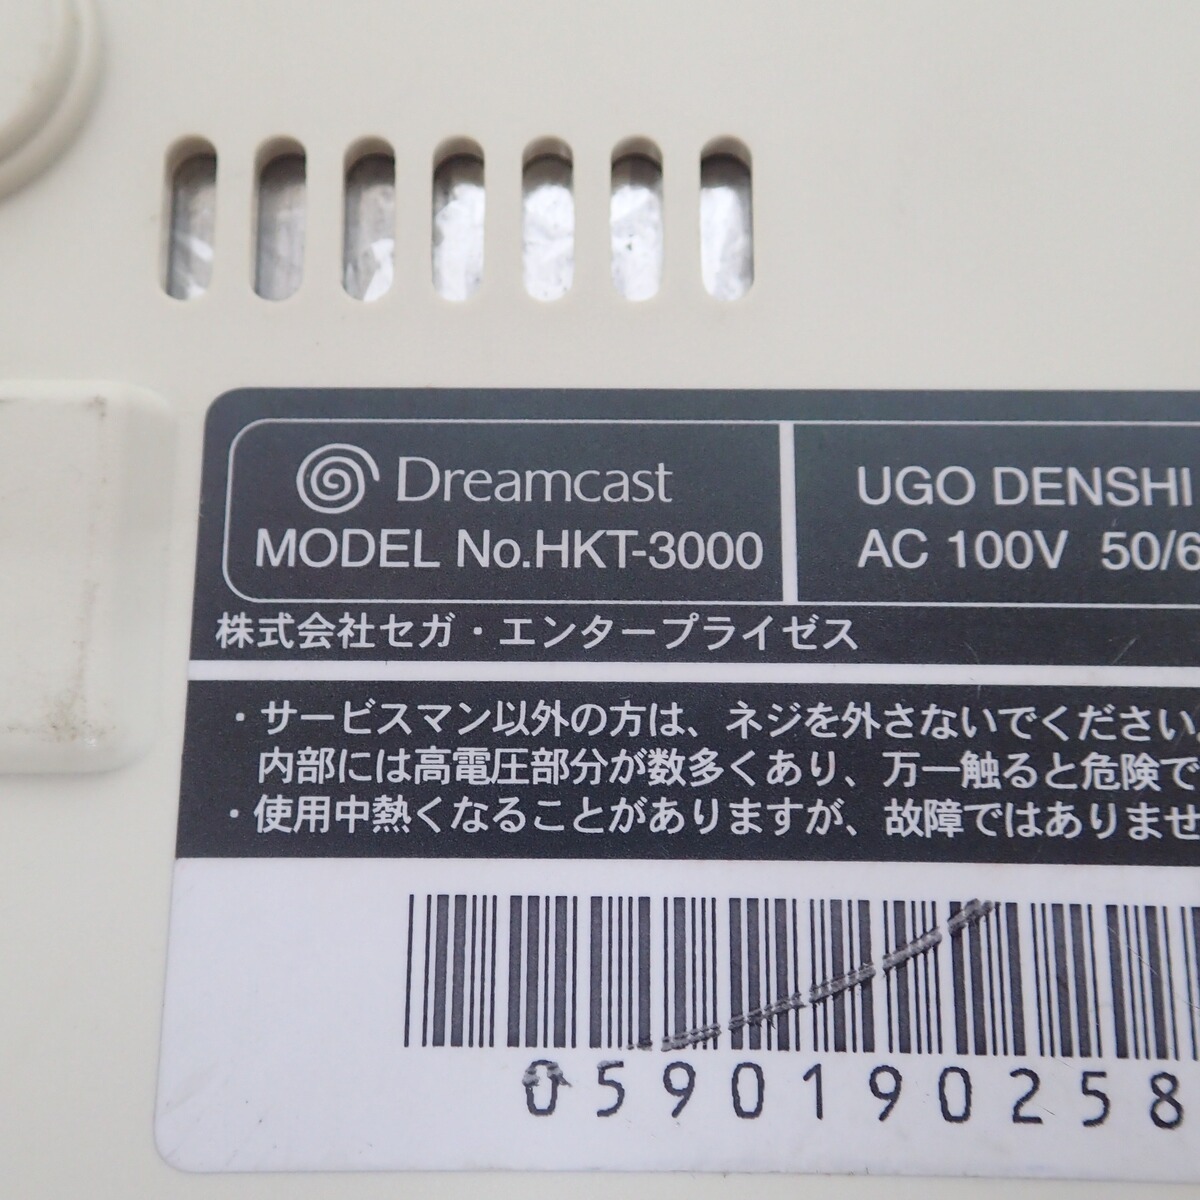 Dreamcast
MODEL No.HKT-3000
UGO DENSHI
AC 100V 50/6
株式会社セガ・エンタープライゼス
・サービスマン以外の方は、ネジを外さないでください。
内部には高電圧部分が数多くあり、万一触ると危険で
・使用中熱くなることがありますが、故障ではありませ
0590190258